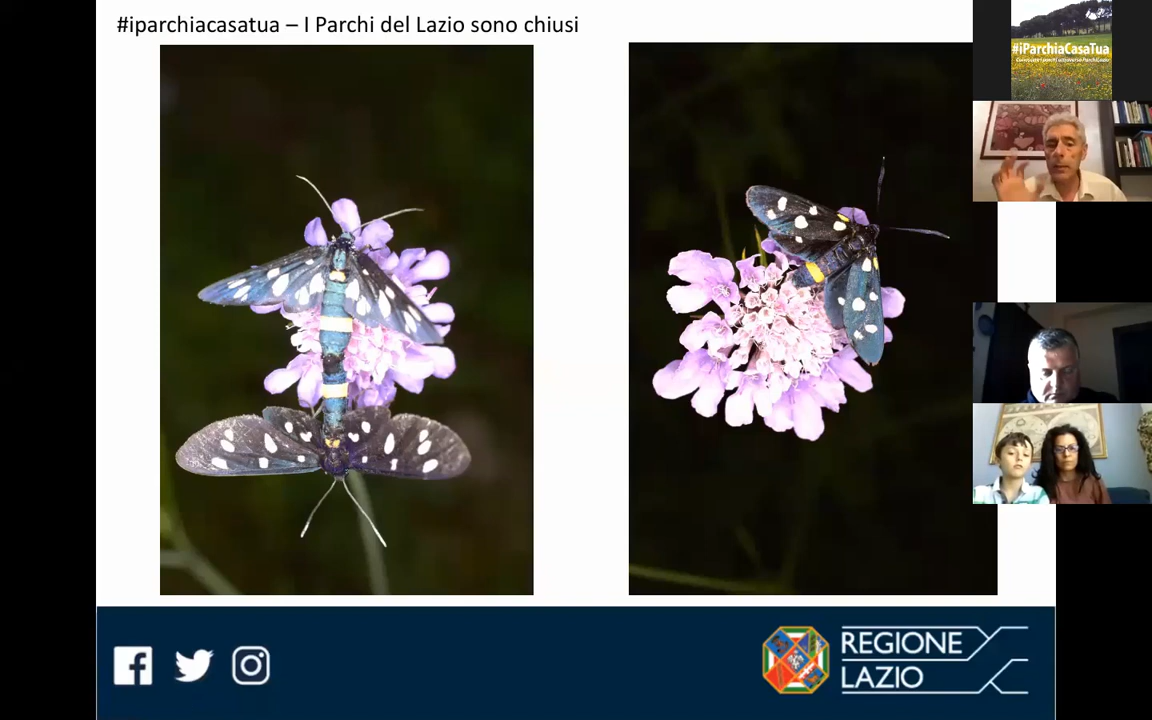 #iparchiacasatua – I Parchi del Lazio sono chiusi
#iParchiaCasaTua
REGIONE
LAZIO